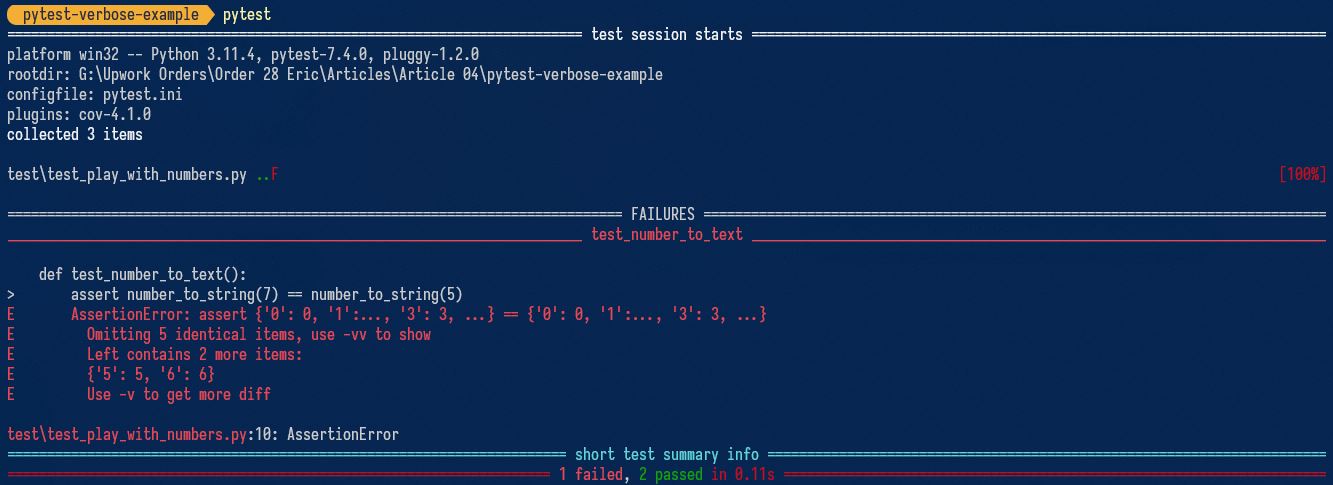 pytest-verbose-example pytest
============================== test session starts ==============================
platform win32 -- Python 3.11.4, pytest-7.4.0, pluggy-1.2.0
rootdir: G:\Upwork Orders\Order 28 Eric\Articles\Article 04\pytest-verbose-example
configfile: pytest.ini
plugins: cov-4.1.0
collected 3 items
test\test_play_with_numbers.py ..F [100%]
============================== FAILURES ==============================
______________________________ test_number_to_text ______________________________
    def test_number_to_text():
>       assert number_to_string(7) == number_to_string(5)
E       AssertionError: assert {'0': 0, '1':..., '3': 3, ...} == {'0': 0, '1':..., '3': 3, ...}
E         Omitting 5 identical items, use -vv to show
E         Left contains 2 more items:
E         {'5': 5, '6': 6}
E         Use -v to get more diff
test\test_play_with_numbers.py:10: AssertionError
============================== short test summary info ==============================
============================== 1 failed, 2 passed in 0.11s ==============================